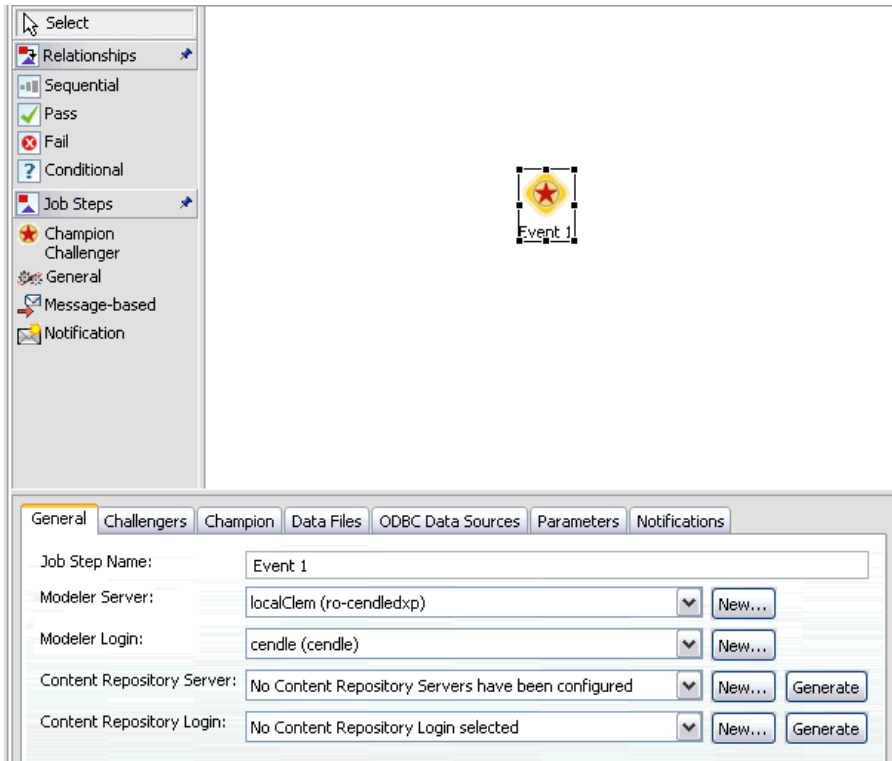 Select
Relationships
Sequential
Pass
Fail
Conditional
Job Steps
Champion
Challenger
General
Message-based
Notification
Event 1
General Challengers Champion Data Files ODBC Data Sources Parameters Notifications
Job Step Name: Event 1
Modeler Server: localClem (ro-cendledxp) New...
Modeler Login: cendle (cendle) New...
Content Repository Server: No Content Repository Servers have been configured New... Generate
Content Repository Login: No Content Repository Login selected New... Generate